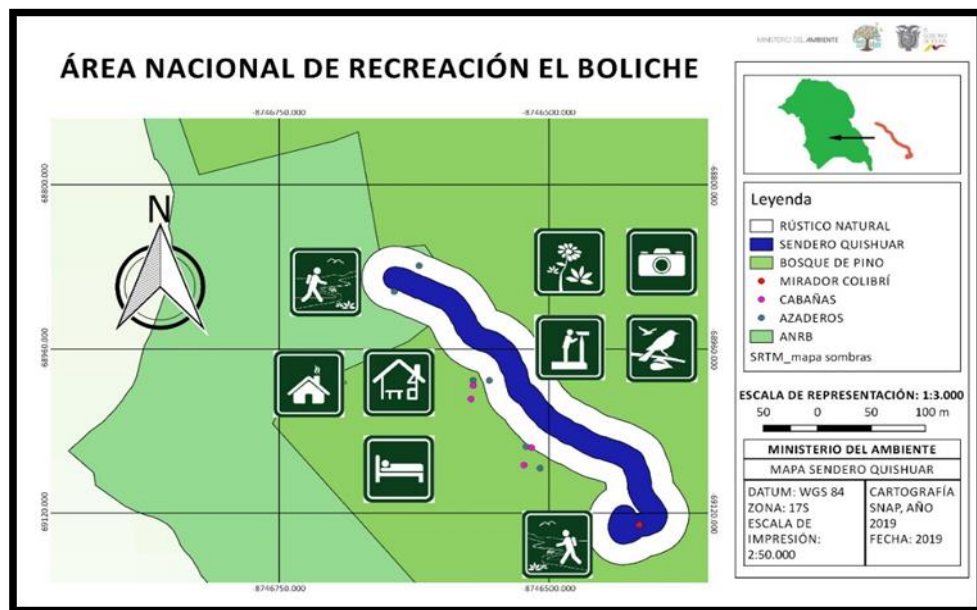 MINISTERIO DEL AMBIENTE
ÁREA NACIONAL DE RECREACIÓN EL BOLICHE
-8746750.000
-8746500.000
68800.000
68800.000
N
68960.000
68960.000
69120.000
69120.000
-8746750.000
-8746500.000
Leyenda
RÚSTICO NATURAL
SENDERO QUISHUAR
BOSQUE DE PINO
MIRADOR COLIBRÍ
CABAÑAS
AZADEROS
ANRB
SRTM_mapa sombras
ESCALA DE REPRESENTACIÓN: 1:3.000
50 0 50 100 m
MINISTERIO DEL AMBIENTE
MAPA SENDERO QUISHUAR
DATUM: WGS 84
ZONA: 17S
ESCALA DE
IMPRESIÓN:
2:50.000
CARTOGRAFÍA
SNAP, AÑO
2019
FECHA: 2019